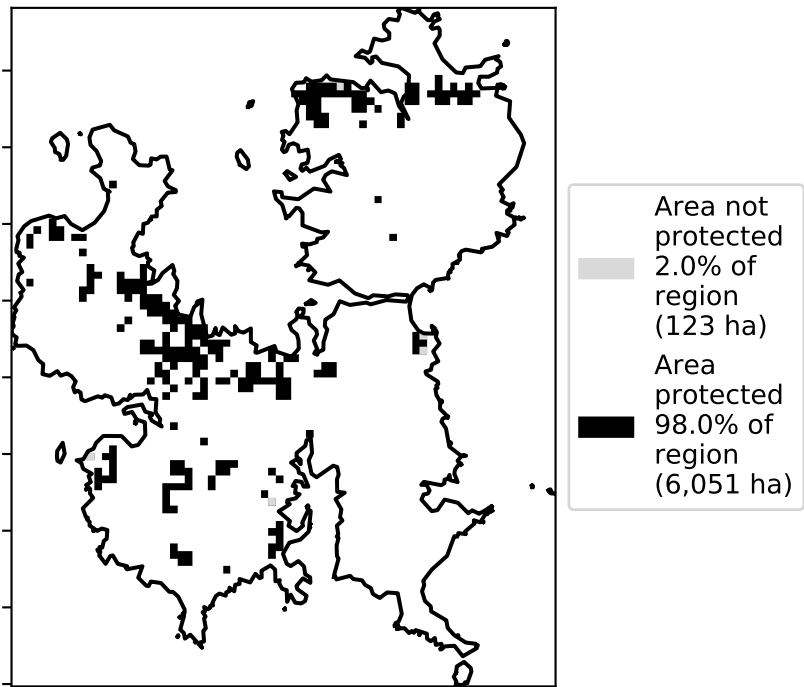 Area not
protected
2.0% of
region
(123 ha)
Area
protected
98.0% of
region
(6,051 ha)